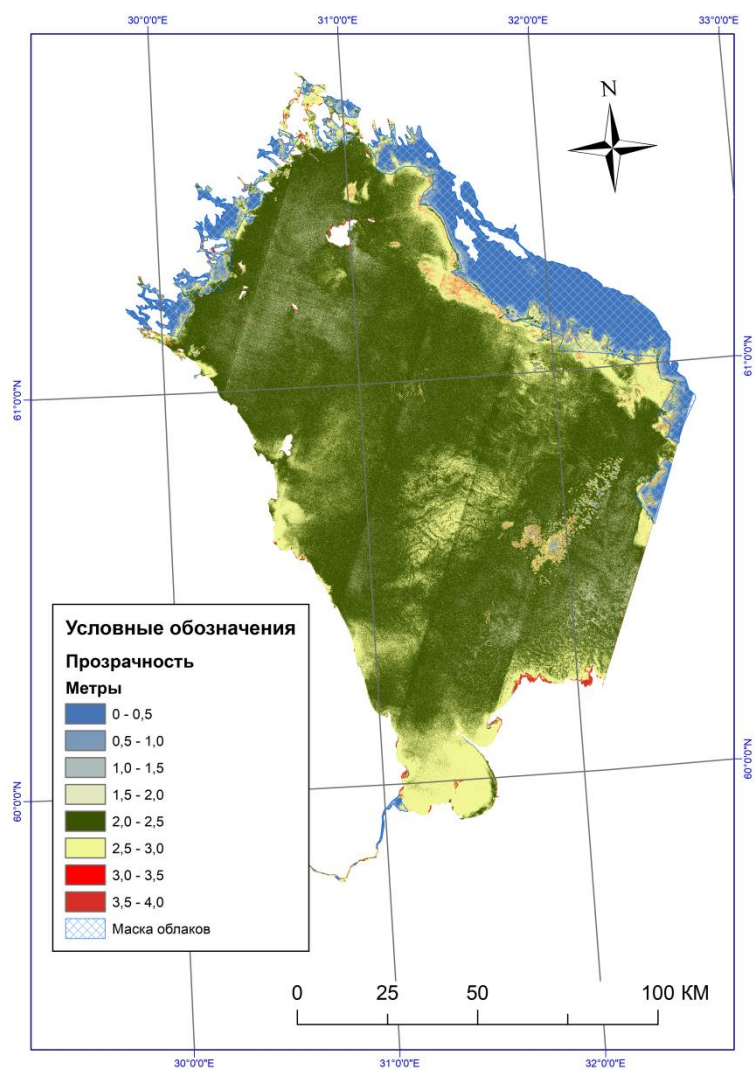 30°0'0"E 31°0'0"E 32°0'0"E 33°0'0"E
N
61°0'0"N
61°0'0"N
60°0'0"N
60°0'0"N
Условные обозначения
Прозрачность
Метры
0 - 0,5
0,5 - 1,0
1,0 - 1,5
1,5 - 2,0
2,0 - 2,5
2,5 - 3,0
3,0 - 3,5
3,5 - 4,0
Маска облаков
0 25 50 100 КМ
30°0'0"E 31°0'0"E 32°0'0"E